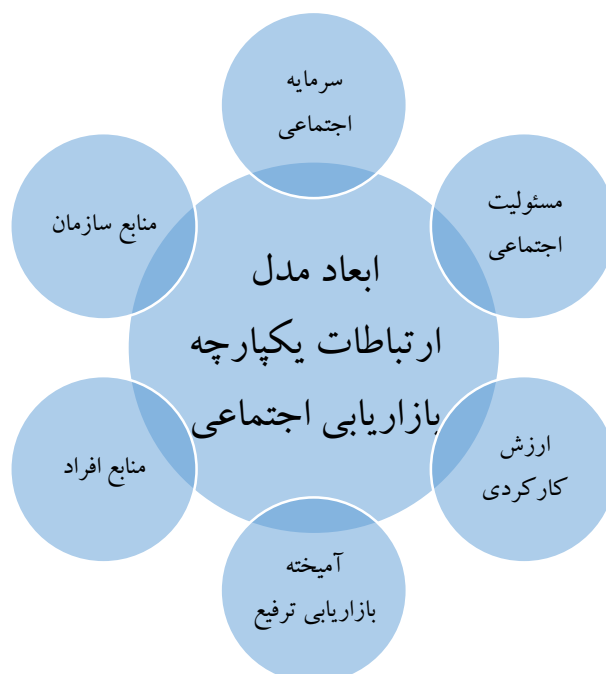 سرمایه
اجتماعی
مسئولیت
اجتماعی
ارزش
کارکردی
آمیخته
بازاریابی ترفیع
منابع افراد
منابع سازمان
ابعاد مدل
ارتباطات یکپارچه
بازاریابی اجتماعی